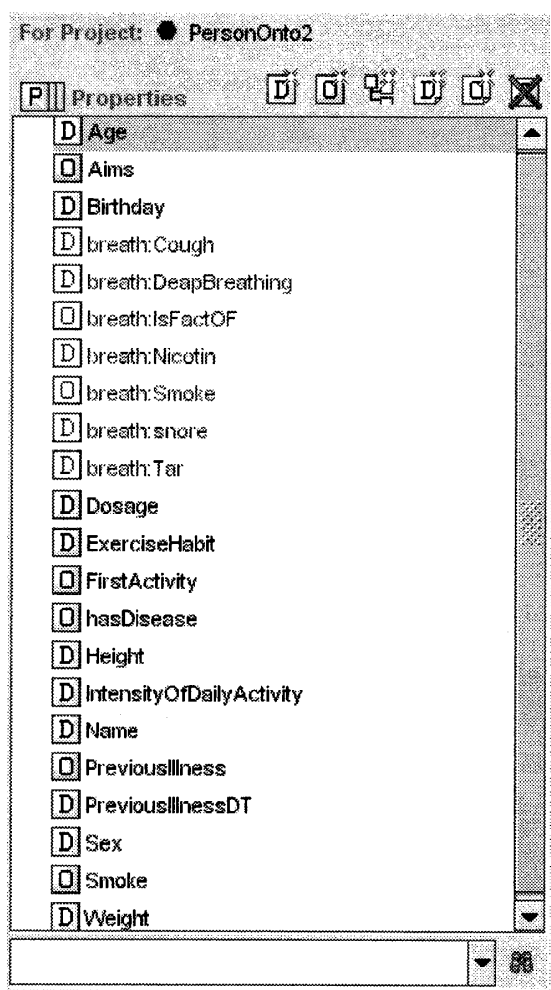 For Project: PersonOnto2
P Properties D O D O
D Age
O Aims
D Birthday
D breath:Cough
D breath:DeapBreathing
O breath:IsFactOF
D breath:Nicotin
O breath:Smoke
D breath:snore
D breath:Tar
D Dosage
D ExerciseHabit
O FirstActivity
O hasDisease
D Height
D IntensityOfDailyActivity
D Name
O PreviousIllness
D PreviousIllnessDT
D Sex
O Smoke
D Weight